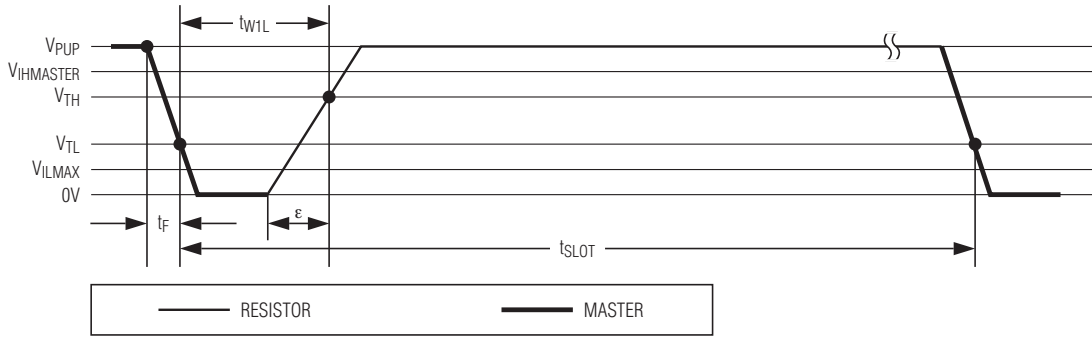 tW1L
VPUP
VIHMASTER
VTH
VTL
VILMAX
0V
tF
ε
tSLOT
RESISTOR
MASTER